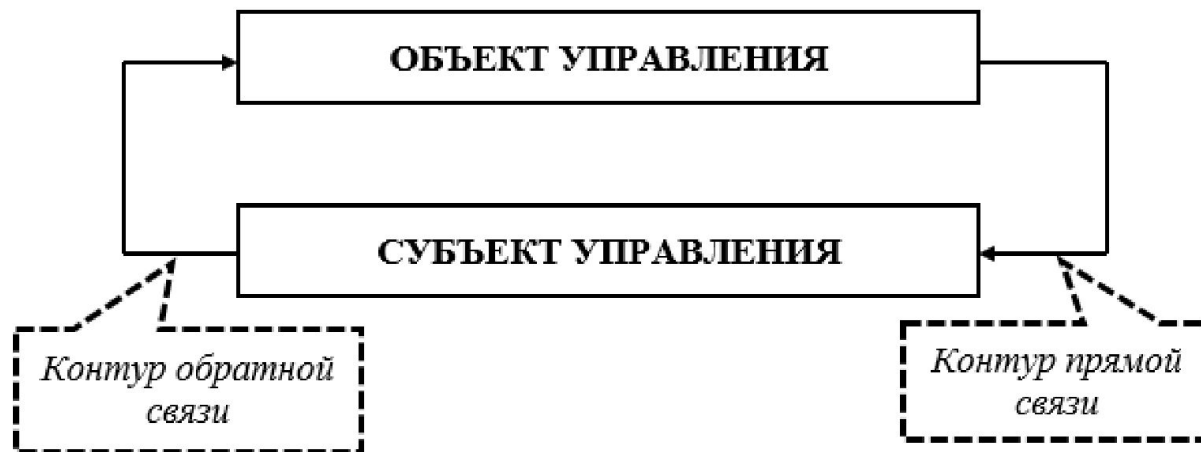 ОБЪЕКТ УПРАВЛЕНИЯ
СУБЪЕКТ УПРАВЛЕНИЯ
Контур обратной
связи
Контур прямой
связи